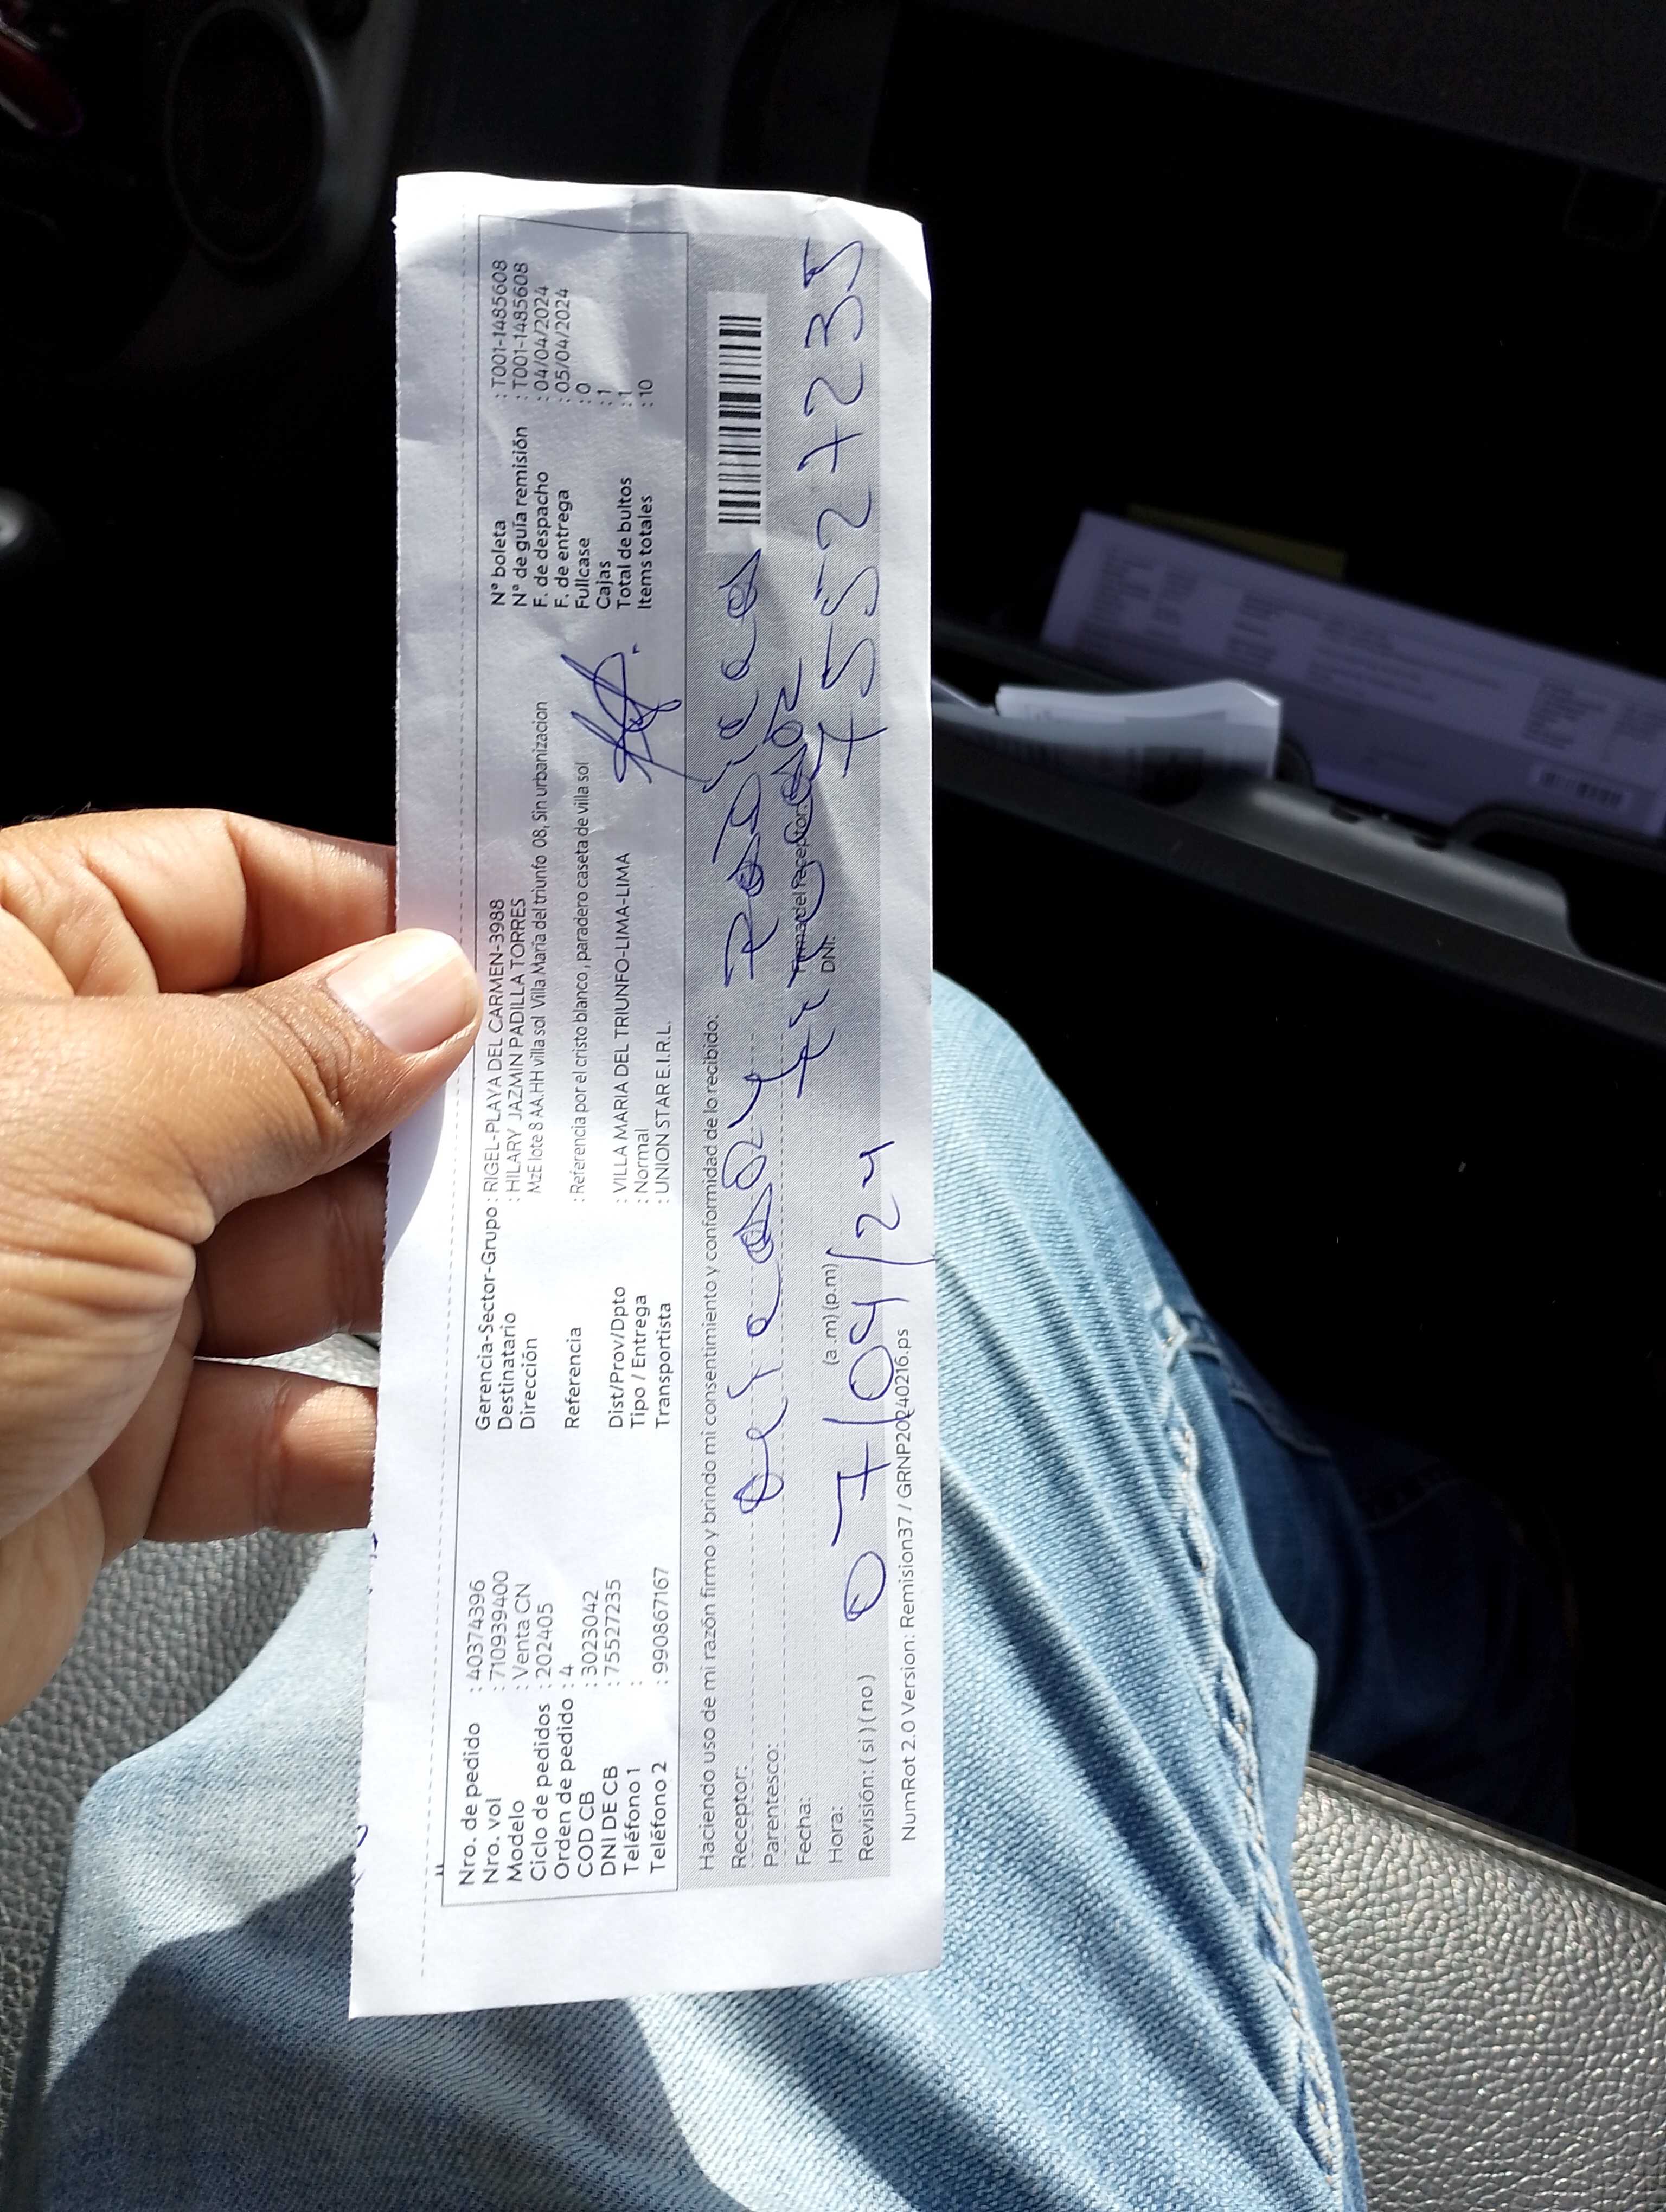 Nro. de pedido : 40374396
Nro. vol : 710939400
Modelo : Venta CN
Ciclo de pedidos : 202405
Orden de pedido : 4
COD CB : 3023042
DNI DE CB : 75527235
Teléfono 1 :
Teléfono 2 : 990867167
Gerencia-Sector-Grupo : RIGEL-PLAYA DEL CARMEN-3988
Destinatario : HILARY JAZMIN PADILLA TORRES
Dirección MzE lote 8 AA.HH villa sol Villa Maria del triunfo 08, Sin urbanizacion
Referencia : Referencia por el cristo blanco, paradero caseta de villa sol
Dist/Prov/Dpto : VILLA MARIA DEL TRIUNFO-LIMA-LIMA
Tipo / Entrega : Normal
Transportista : UNION STAR E.I.R.L.
N° boleta : T001-1485608
N° de guía remisión : T001-1485608
F. de despacho : 04/04/2024
F. de entrega : 05/04/2024
Fullcase : 0
Cajas : 1
Total de bultos : 1
Items totales : 10
Haciendo uso de mi razón firmo y brindo mi consentimiento y conformidad de lo recibido:
Receptor:
Parentesco:
Fecha: Firma del Receptor
Hora: (a .m) (p.m) DNI: 75527235
07/04/24
Revisión: ( si ) ( no )
NumRot 2.0 Version: Remision37 / GRNP20240216.ps